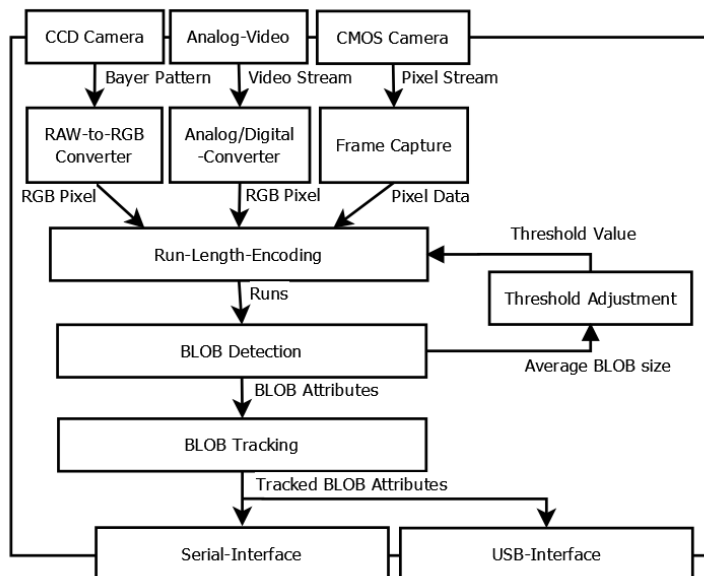 CCD Camera
Analog-Video
CMOS Camera
Bayer Pattern
Video Stream
Pixel Stream
RAW-to-RGB
Converter
Analog/Digital
-Converter
Frame Capture
RGB Pixel
RGB Pixel
Pixel Data
Run-Length-Encoding
Threshold Value
Runs
Threshold Adjustment
BLOB Detection
Average BLOB size
BLOB Attributes
BLOB Tracking
Tracked BLOB Attributes
Serial-Interface
USB-Interface